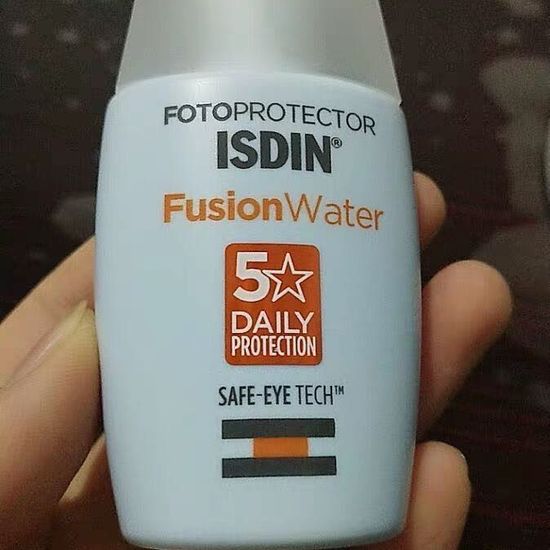 FOTOPROTECTOR
ISDIN®
FusionWater
5☆
DAILY
PROTECTION
SAFE-EYE TECH™